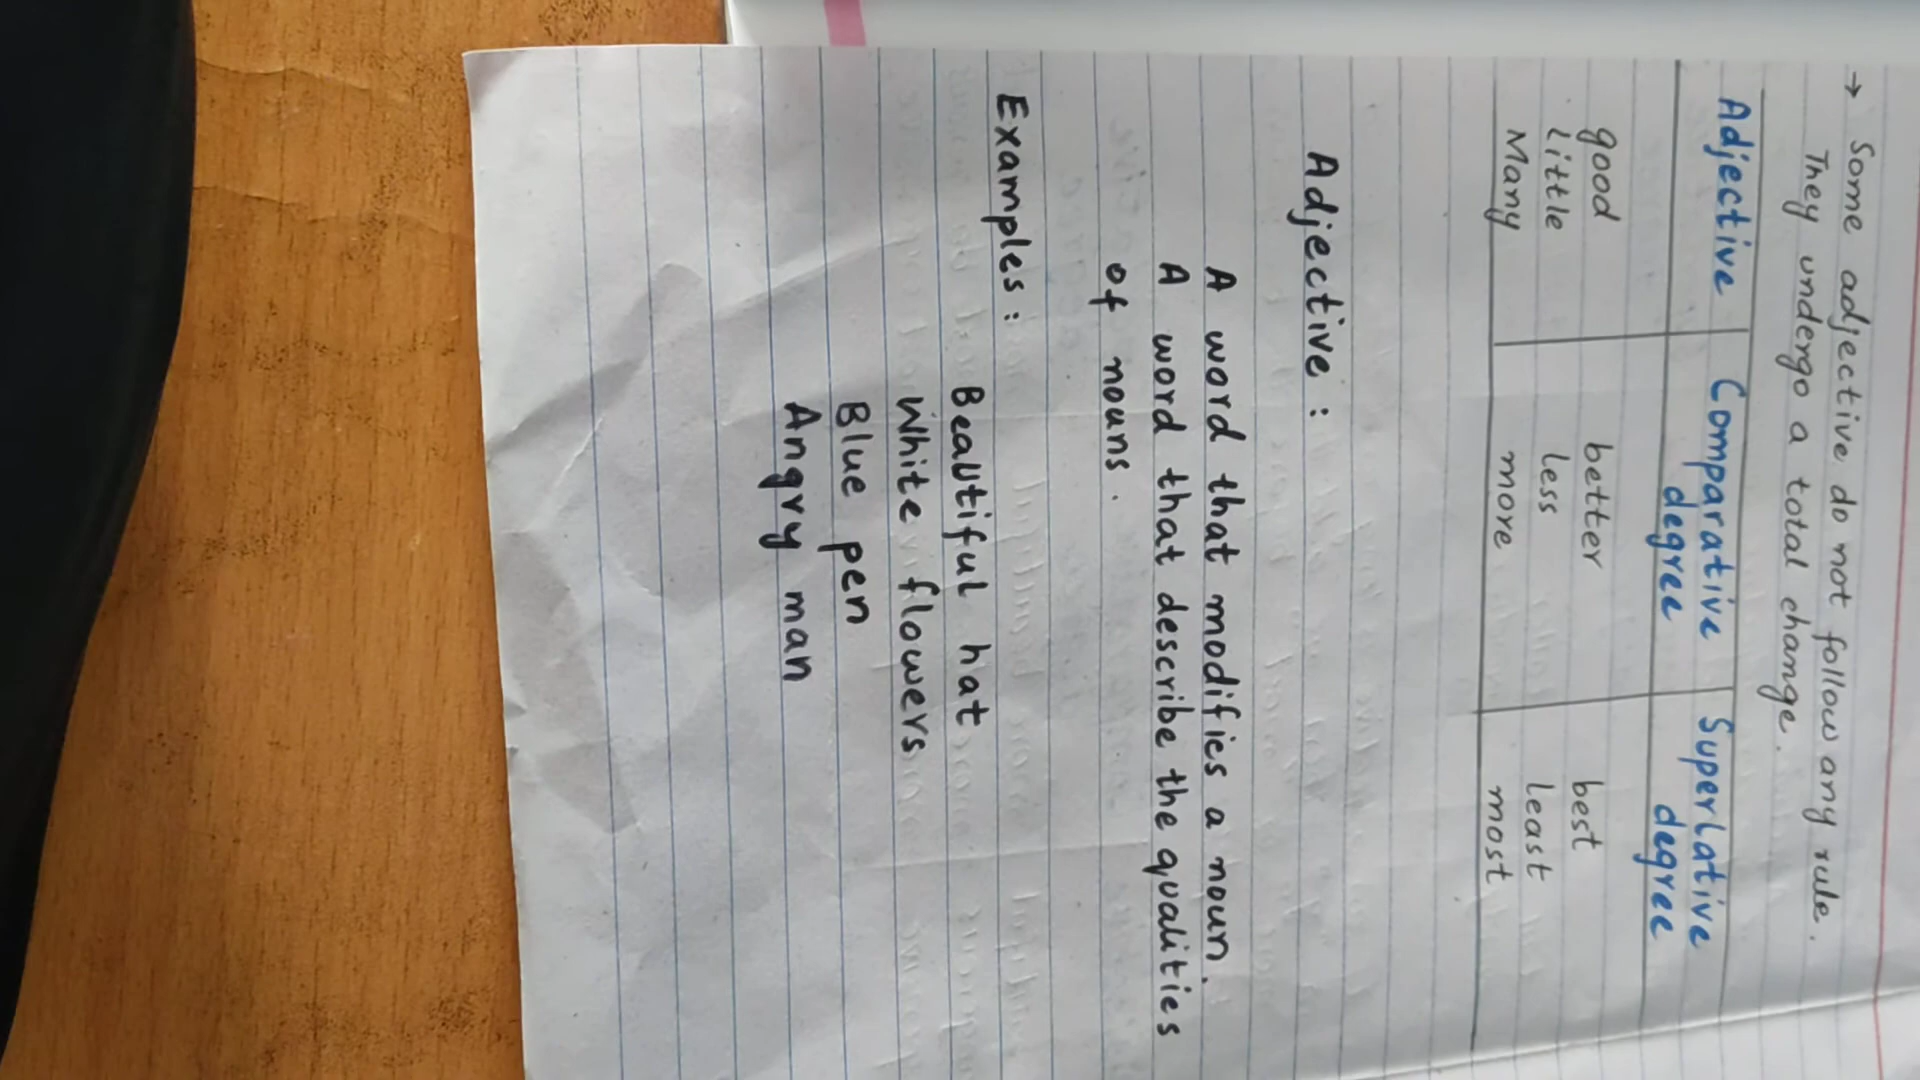 → Some adjective do not follow any rule.
They undergo a total change.
Adjective Comparative degree Superlative degree
good better best
little less least
Many more most
Adjective :
A word that modifies a noun.
A word that describe the qualities
of nouns.
Examples :
Beautiful hat
White flowers
Blue pen
Angry man